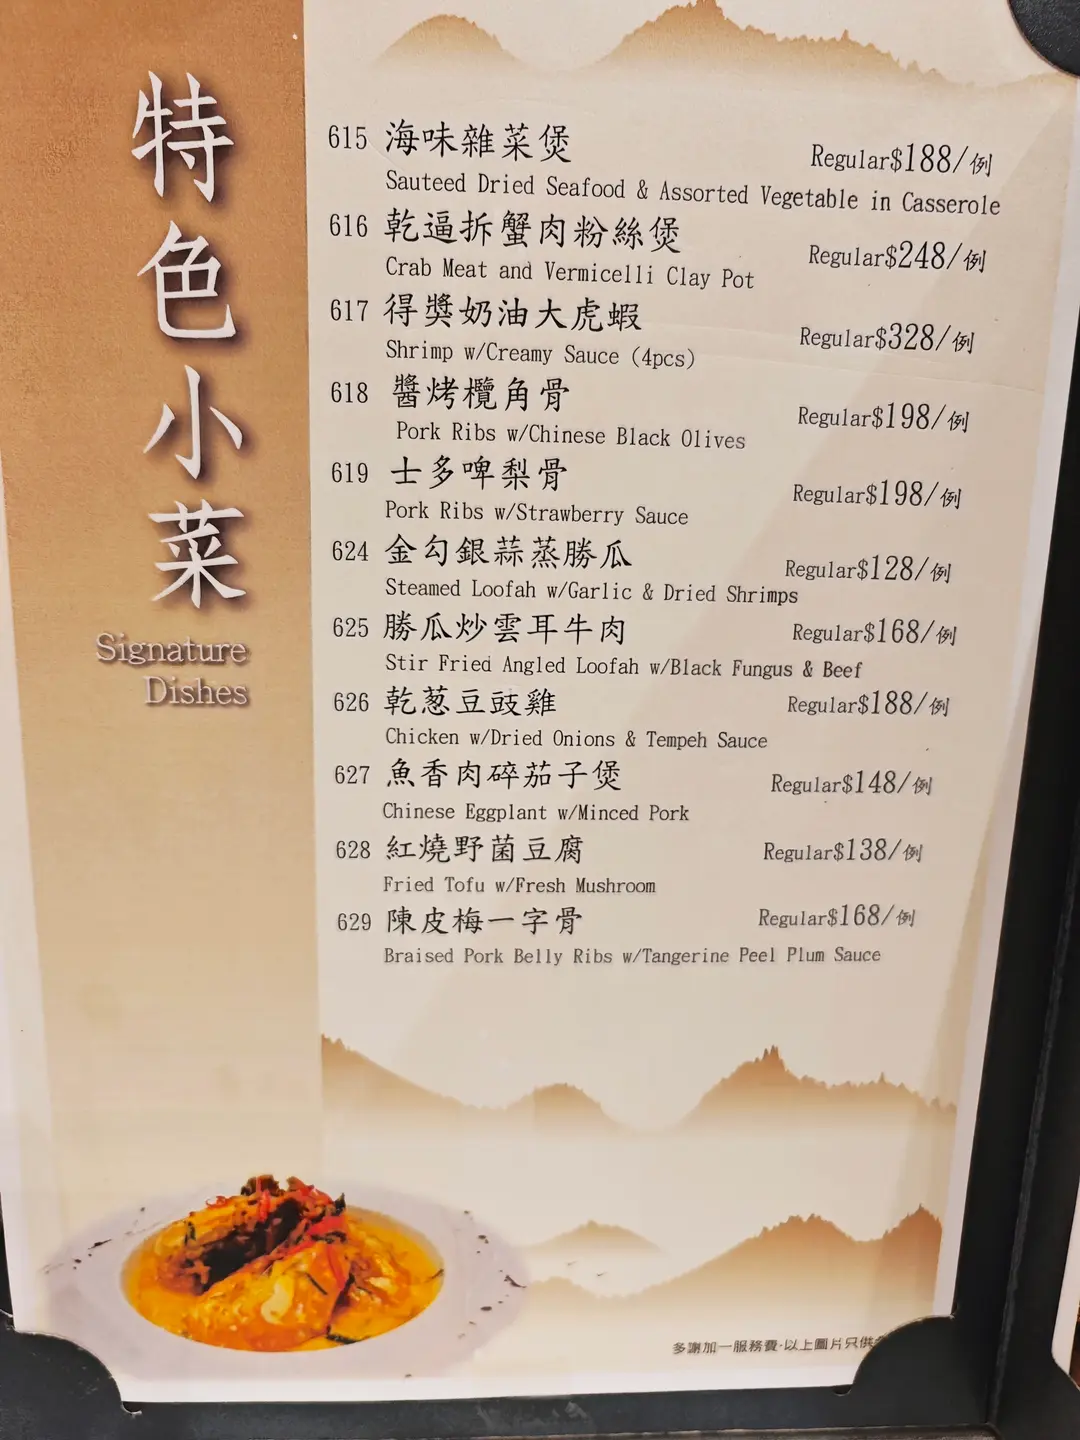 特色小菜
Signature
Dishes
615 海味雜菜煲 Regular$188/例
Sauteed Dried Seafood & Assorted Vegetable in Casserole
616 乾逼拆蟹肉粉絲煲 Regular$248/例
Crab Meat and Vermicelli Clay Pot
617 得獎奶油大虎蝦 Regular$328/例
Shrimp w/Creamy Sauce (4pcs)
618 醬烤欖角骨 Regular$198/例
Pork Ribs w/Chinese Black Olives
619 士多啤梨骨 Regular$198/例
Pork Ribs w/Strawberry Sauce
624 金勾銀蒜蒸勝瓜 Regular$128/例
Steamed Loofah w/Garlic & Dried Shrimps
625 勝瓜炒雲耳牛肉 Regular$168/例
Stir Fried Angled Loofah w/Black Fungus & Beef
626 乾葱豆豉雞 Regular$188/例
Chicken w/Dried Onions & Tempeh Sauce
627 魚香肉碎茄子煲 Regular$148/例
Chinese Eggplant w/Minced Pork
628 紅燒野菌豆腐 Regular$138/例
Fried Tofu w/Fresh Mushroom
629 陳皮梅一字骨 Regular$168/例
Braised Pork Belly Ribs w/Tangerine Peel Plum Sauce
多謝加一服務費·以上圖片只供